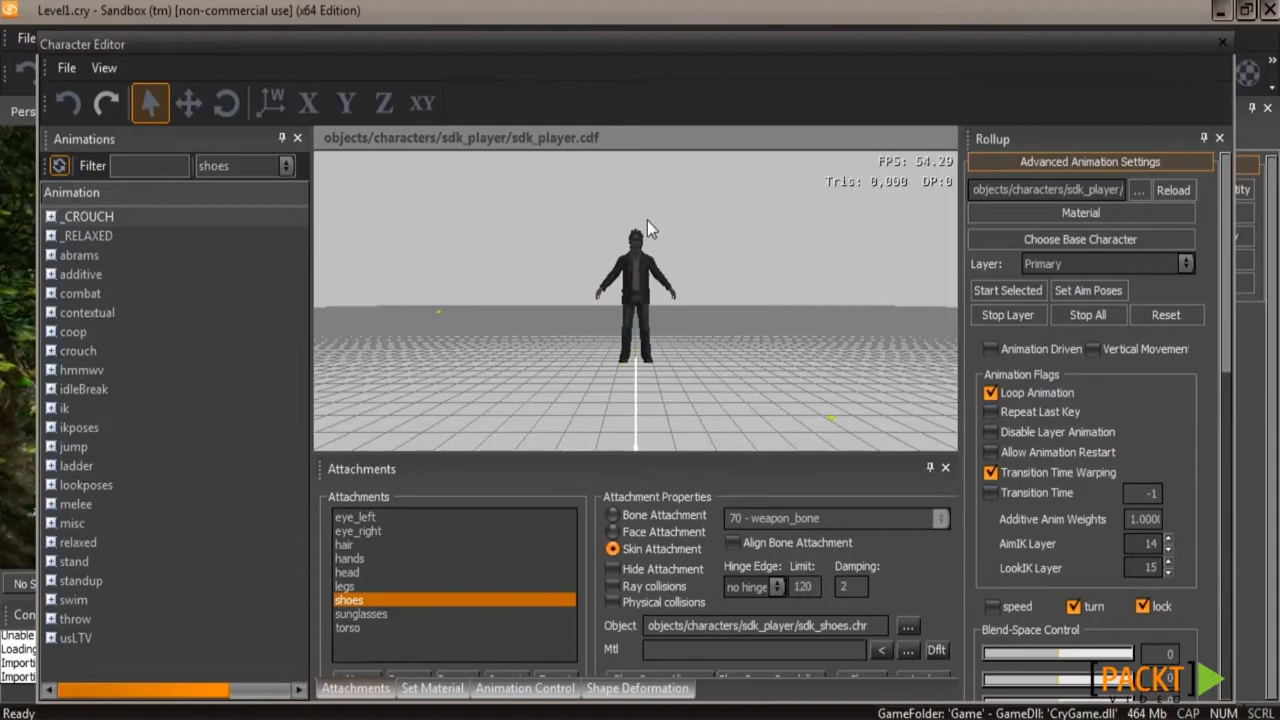 Level1.cry - Sandbox (tm) [non-commercial use] (x64 Edition)
File
Character Editor
File View
W X Y Z XY
Pers
Animations
Filter shoes
Animation
_CROUCH
_RELAXED
abrams
additive
combat
contextual
coop
crouch
hmmwv
idleBreak
ik
ikposes
jump
ladder
lookposes
melee
misc
relaxed
stand
standup
swim
throw
usLTV
objects/characters/sdk_player/sdk_player.cdf
FPS: 54.29
Tris: 0,000 DP:0
Attachments
Attachments
eye_left
eye_right
hair
hands
head
legs
shoes
sunglasses
torso
Attachment Properties
Bone Attachment 70 - weapon_bone
Face Attachment
Skin Attachment Align Bone Attachment
Hide Attachment Hinge Edge: Limit: Damping:
Ray collisions no hinge 120 2
Physical collisions
Object objects/characters/sdk_player/sdk_shoes.chr ...
Mtl < ... Dflt
Attachments Set Material Animation Control Shape Deformation
Rollup
Advanced Animation Settings
objects/characters/sdk_player/ ... Reload
Material
Choose Base Character
Layer: Primary
Start Selected Set Aim Poses
Stop Layer Stop All Reset
Animation Driven Vertical Movement
Animation Flags
Loop Animation
Repeat Last Key
Disable Layer Animation
Allow Animation Restart
Transition Time Warping
Transition Time -1
Additive Anim Weights 1.0000
AimIK Layer 14
LookIK Layer 15
speed turn lock
Blend-Space Control
0
0
tity
No S
Con
Unable
Loading
Importi
Importi
PACKT
VIDEO
Ready
GameFolder: 'Game' - GameDll: 'CryGame.dll' 464 Mb CAP NUM SCRL